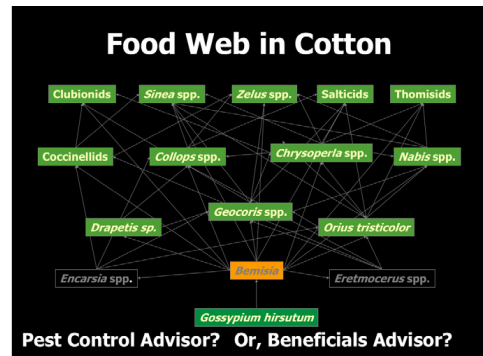 Food Web in Cotton
Clubionids Sinea spp. Zelus spp. Salticids Thomisids
Coccinellids Collops spp. Chrysoperla spp. Nabis spp.
Geocoris spp.
Drapetis sp. Orius tristicolor
Bemisia
Encarsia spp. Eretmocerus spp.
Gossypium hirsutum
Pest Control Advisor? Or, Beneficials Advisor?